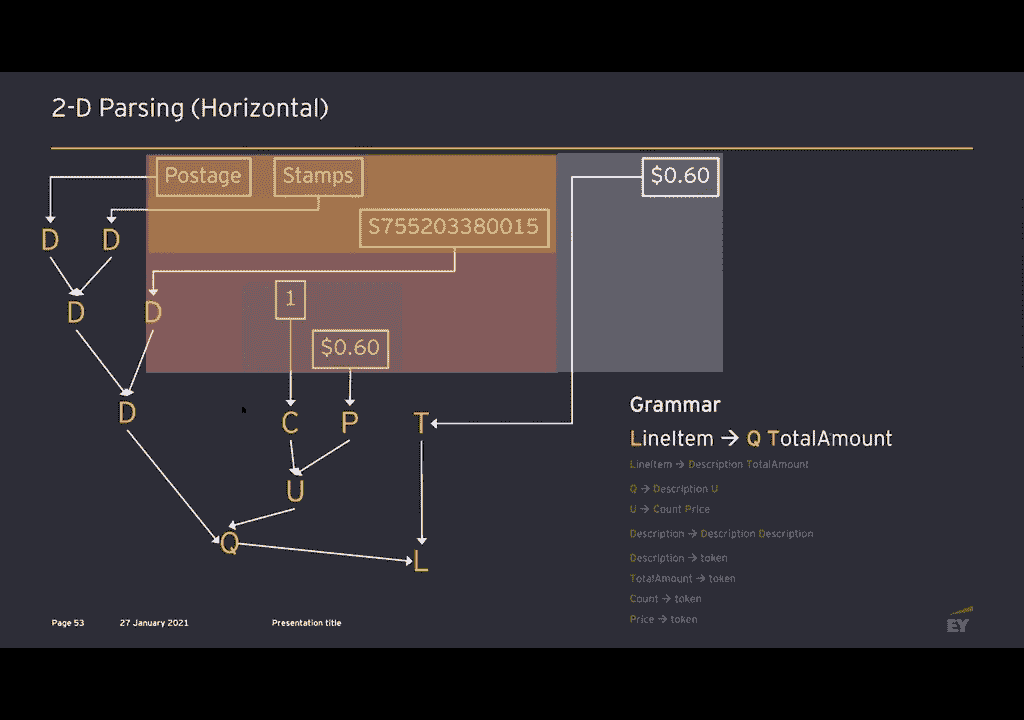 2-D Parsing (Horizontal)
Postage Stamps $0.60
S755203380015
D D
1
D D
$0.60
D C P T
U
Q L
Grammar
LineItem → Q TotalAmount
LineItem → Description TotalAmount
Q → Description U
U → Count Price
Description → Description Description
Description → token
TotalAmount → token
Count → token
Price → token
Page 53 27 January 2021 Presentation title
EY